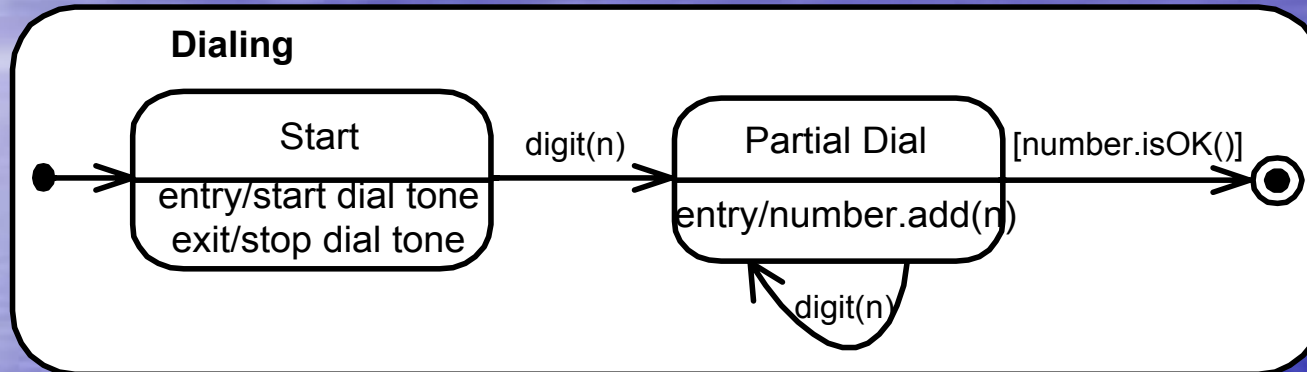 Dialing
Start
entry/start dial tone
exit/stop dial tone
digit(n)
Partial Dial
entry/number.add(n)
digit(n)
[number.isOK()]